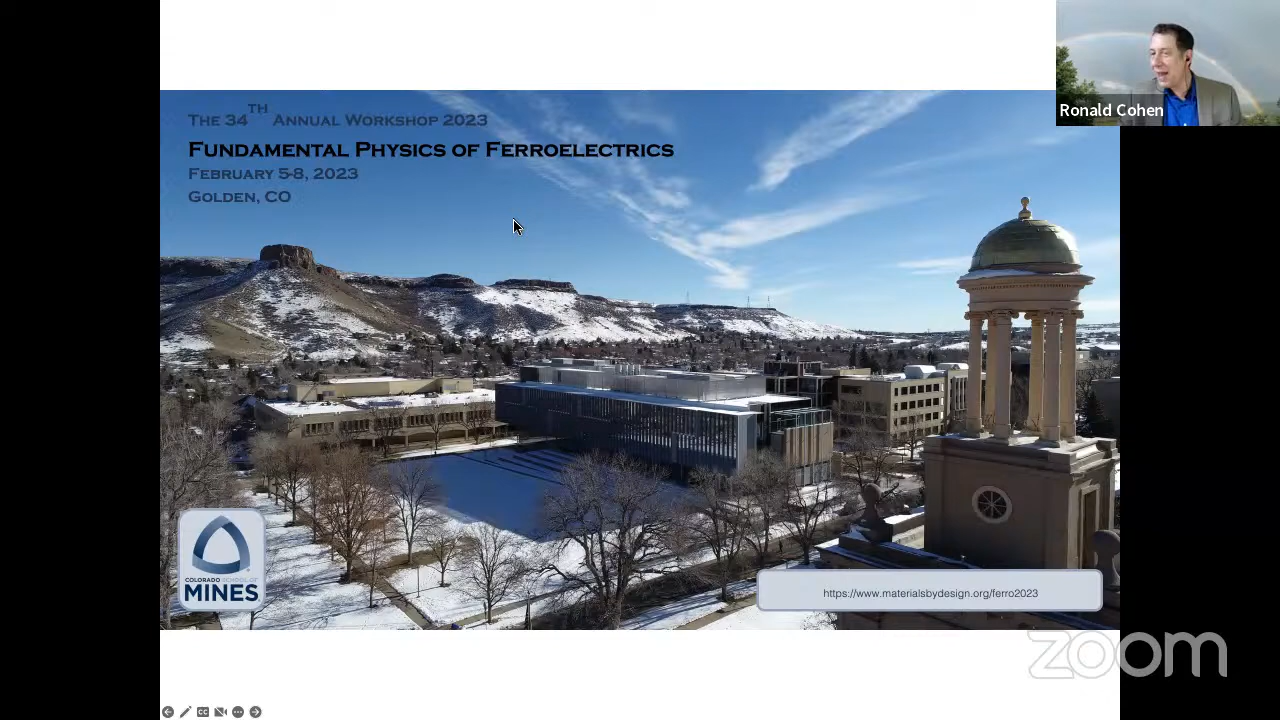 Ronald Cohen
The 34TH Annual Workshop 2023
Fundamental Physics of Ferroelectrics
February 5-8, 2023
Golden, CO
COLORADO SCHOOL OF
MINES
https://www.materialsbydesign.org/ferro2023
zoom
CC